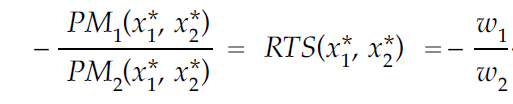 − PM₁(x₁*, x₂*) / PM₂(x₁*, x₂*) = RTS(x₁*, x₂*) = − w₁ / w₂